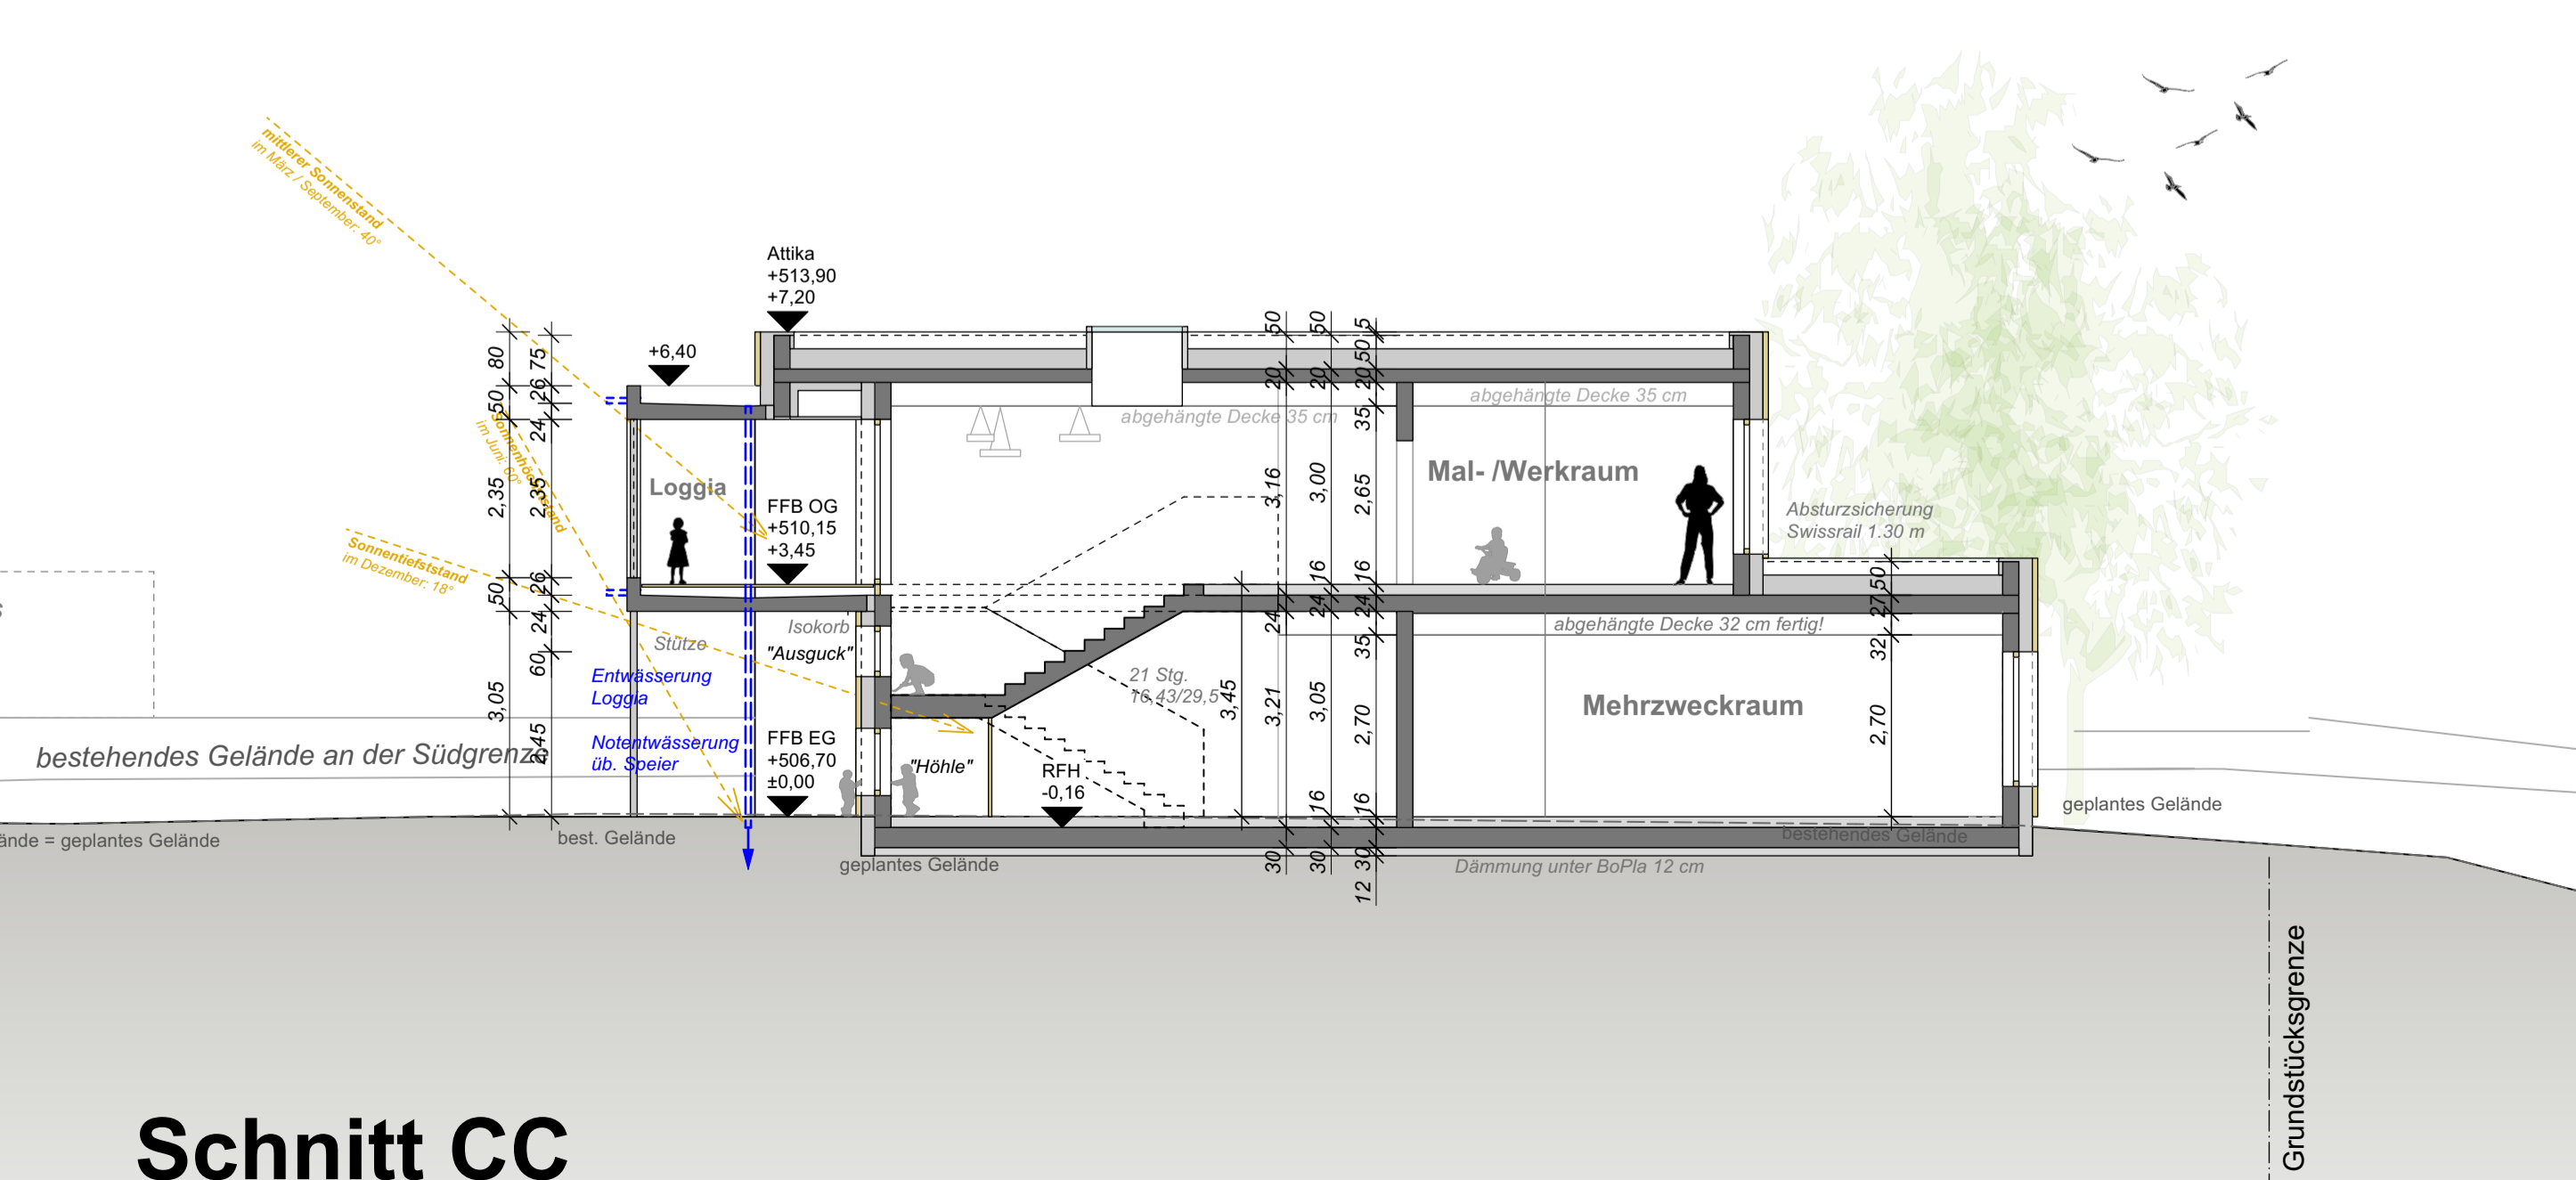 mittlerer Sonnenstand
im März / September: 40°
Attika
+513,90
+7,20
+6,40
80
75
50
26
24
50
50
5
50
20
20
20
35
abgehängte Decke 35 cm
abgehängte Decke 35 cm
Sonnenhöchststand
im Juni: 60°
Loggia
Mal- /Werkraum
2,35
2,35
3,16
3,00
2,65
FFB OG
+510,15
+3,45
Absturzsicherung
Swissrail 1.30 m
Sonnentiefststand
im Dezember: 18°
50
26
24
60
16
16
24
24
24
35
50
27
32
Stütze
Isokorb
"Ausguck"
abgehängte Decke 32 cm fertig!
Entwässerung
Loggia
21 Stg.
16,43/29,5
3,05
2,45
3,45
3,21
3,05
2,70
2,70
Mehrzweckraum
bestehendes Gelände an der Südgrenze
Notentwässerung
üb. Speier
FFB EG
+506,70
±0,00
"Höhle"
RFH
-0,16
16
16
geplantes Gelände
ände = geplantes Gelände
best. Gelände
bestehendes Gelände
geplantes Gelände
30
30
30
12
Dämmung unter BoPla 12 cm
Grundstücksgrenze
Schnitt CC